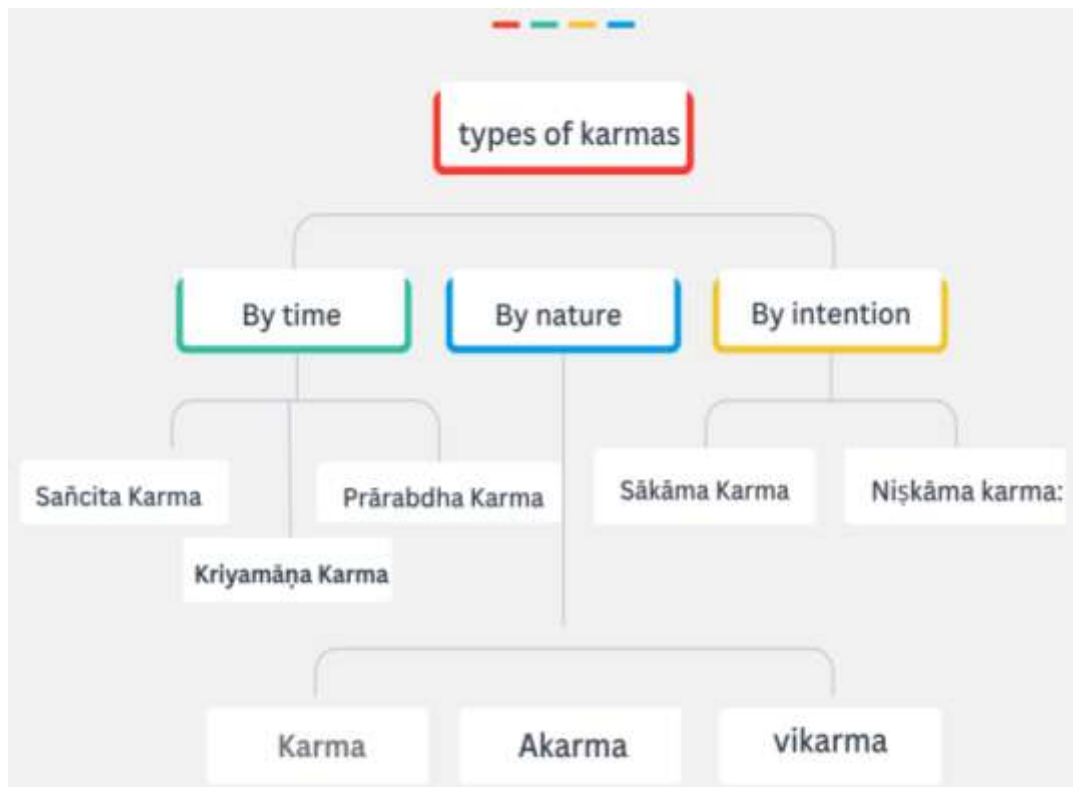 types of karmas
By time
By nature
By intention
Sañcita Karma
Prārabdha Karma
Sākāma Karma
Niṣkāma karma:
Kriyamāṇa Karma
Karma
Akarma
vikarma